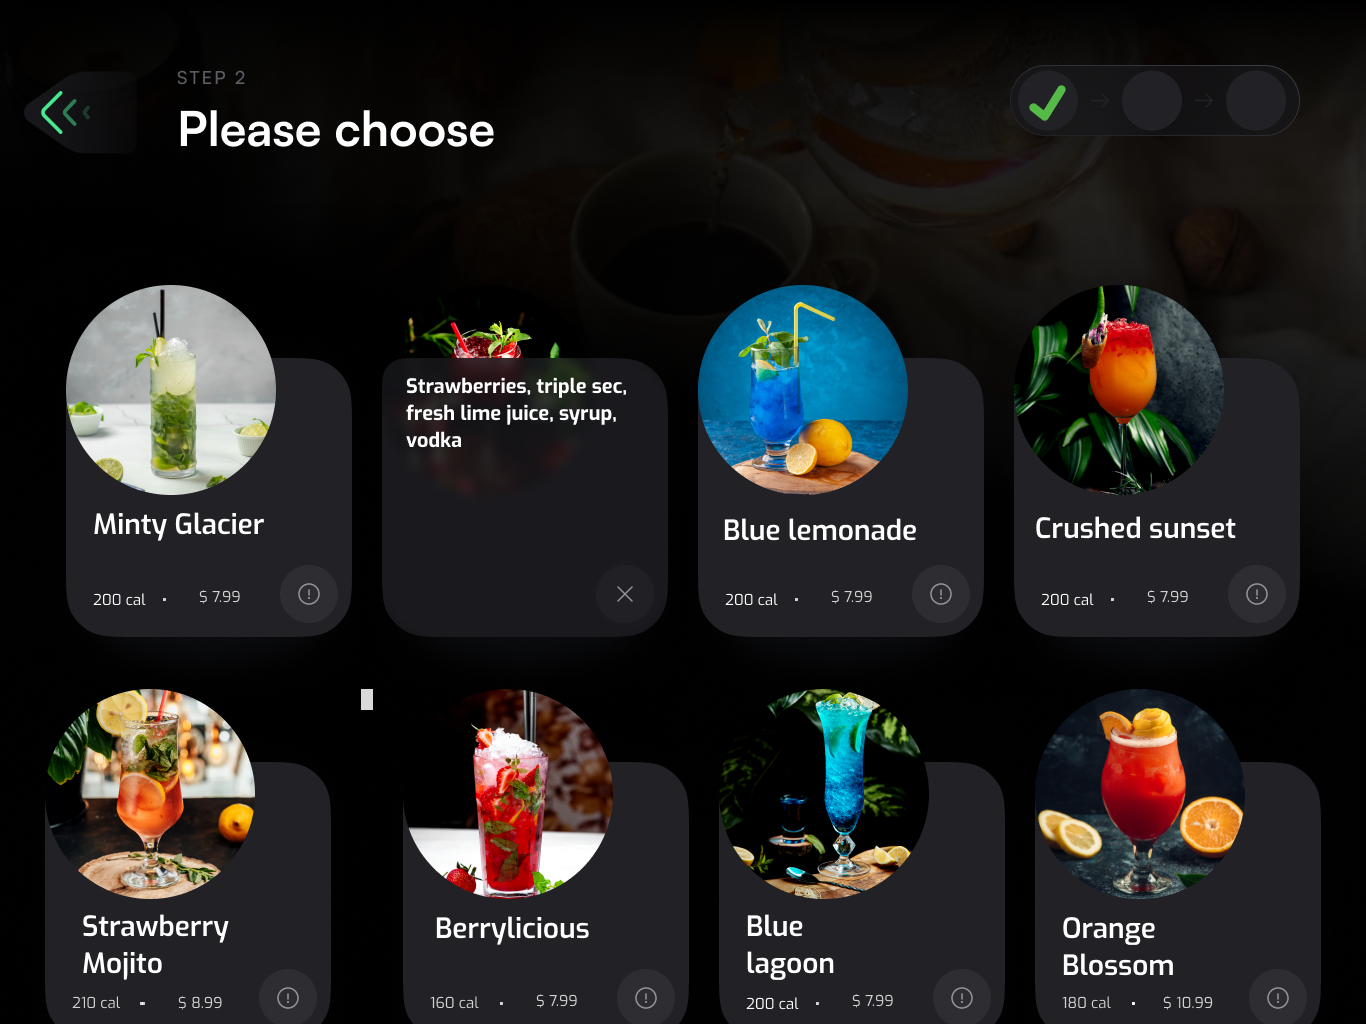 STEP 2
Please choose
Strawberries, triple sec,
fresh lime juice, syrup,
vodka
Minty Glacier
Blue lemonade
Crushed sunset
200 cal • $ 7.99
200 cal • $ 7.99
200 cal • $ 7.99
Strawberry
Mojito
Berrylicious
Blue
lagoon
Orange
Blossom
210 cal • $ 8.99
160 cal • $ 7.99
200 cal • $ 7.99
180 cal • $ 10.99